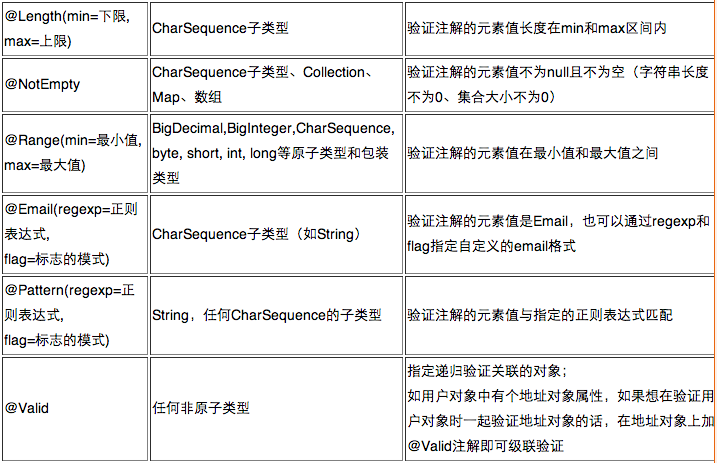 @Length(min=下限,
max=上限)
CharSequence子类型
验证注解的元素值长度在min和max区间内
@NotEmpty
CharSequence子类型、Collection、
Map、数组
验证注解的元素值不为null且不为空（字符串长度
不为0、集合大小不为0）
@Range(min=最小值,
max=最大值)
BigDecimal,BigInteger,CharSequence,
byte, short, int, long等原子类型和包装
类型
验证注解的元素值在最小值和最大值之间
@Email(regexp=正则
表达式,
flag=标志的模式)
CharSequence子类型（如String）
验证注解的元素值是Email，也可以通过regexp和
flag指定自定义的email格式
@Pattern(regexp=正
则表达式,
flag=标志的模式)
String，任何CharSequence的子类型
验证注解的元素值与指定的正则表达式匹配
@Valid
任何非原子类型
指定递归验证关联的对象；
如用户对象中有个地址对象属性，如果想在验证用
户对象时一起验证地址对象的话，在地址对象上加
@Valid注解即可级联验证